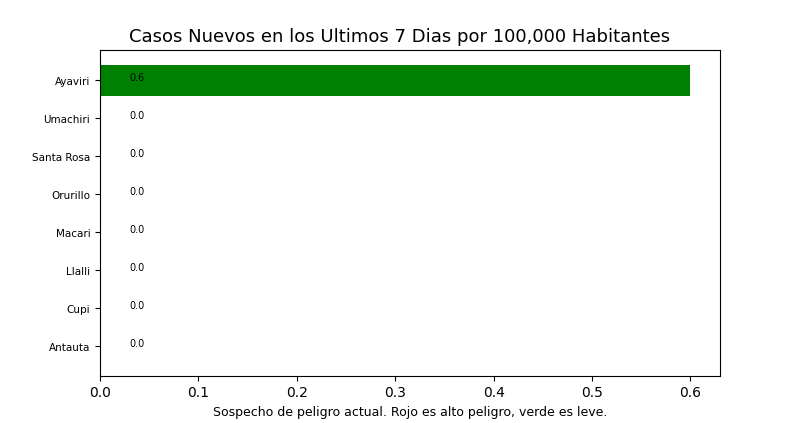 Casos Nuevos en los Ultimos 7 Dias por 100,000 Habitantes
Ayaviri 0.6
Umachiri 0.0
Santa Rosa 0.0
Orurillo 0.0
Macari 0.0
Llalli 0.0
Cupi 0.0
Antauta 0.0
0.0 0.1 0.2 0.3 0.4 0.5 0.6
Sospecho de peligro actual. Rojo es alto peligro, verde es leve.